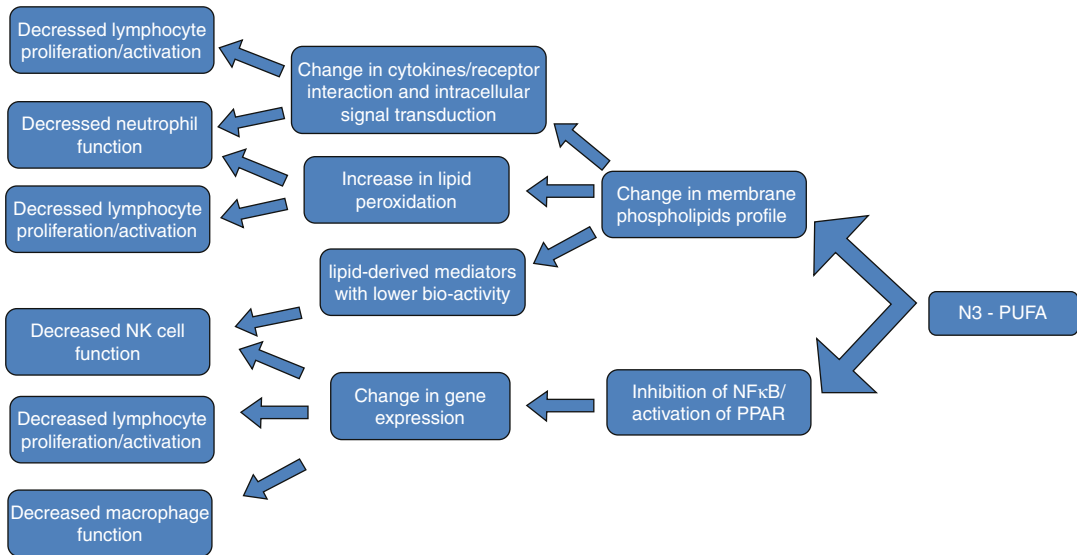 Decreased lymphocyte
proliferation/activation
Decressed neutrophil
function
Decressed lymphocyte
proliferation/activation
Decreased NK cell
function
Decreased lymphocyte
proliferation/activation
Decreased macrophage
function
Change in cytokines/receptor
interaction and intracellular
signal transduction
Increase in lipid
peroxidation
lipid-derived mediators
with lower bio-activity
Change in gene
expression
Change in membrane
phospholipids profile
Inhibition of NFκB/
activation of PPAR
N3 - PUFA